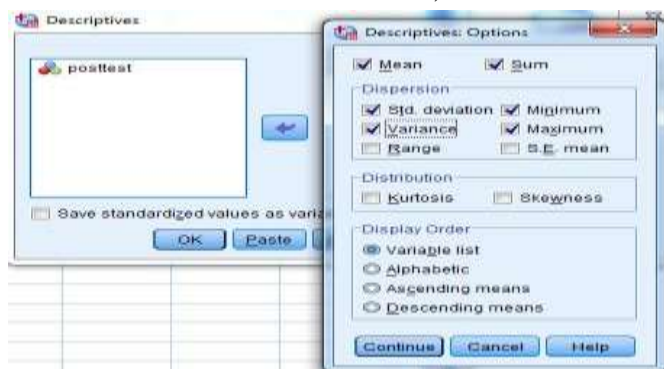 Descriptives
posttest
Save standardized values as varia
OK
Paste
Descriptives: Options
Mean
Sum
Dispersion
Std. deviation
Minimum
Variance
Maximum
Range
S.E. mean
Distribution
Kurtosis
Skewness
Display Order
Variable list
Alphabetic
Ascending means
Descending means
Continue
Cancel
Help